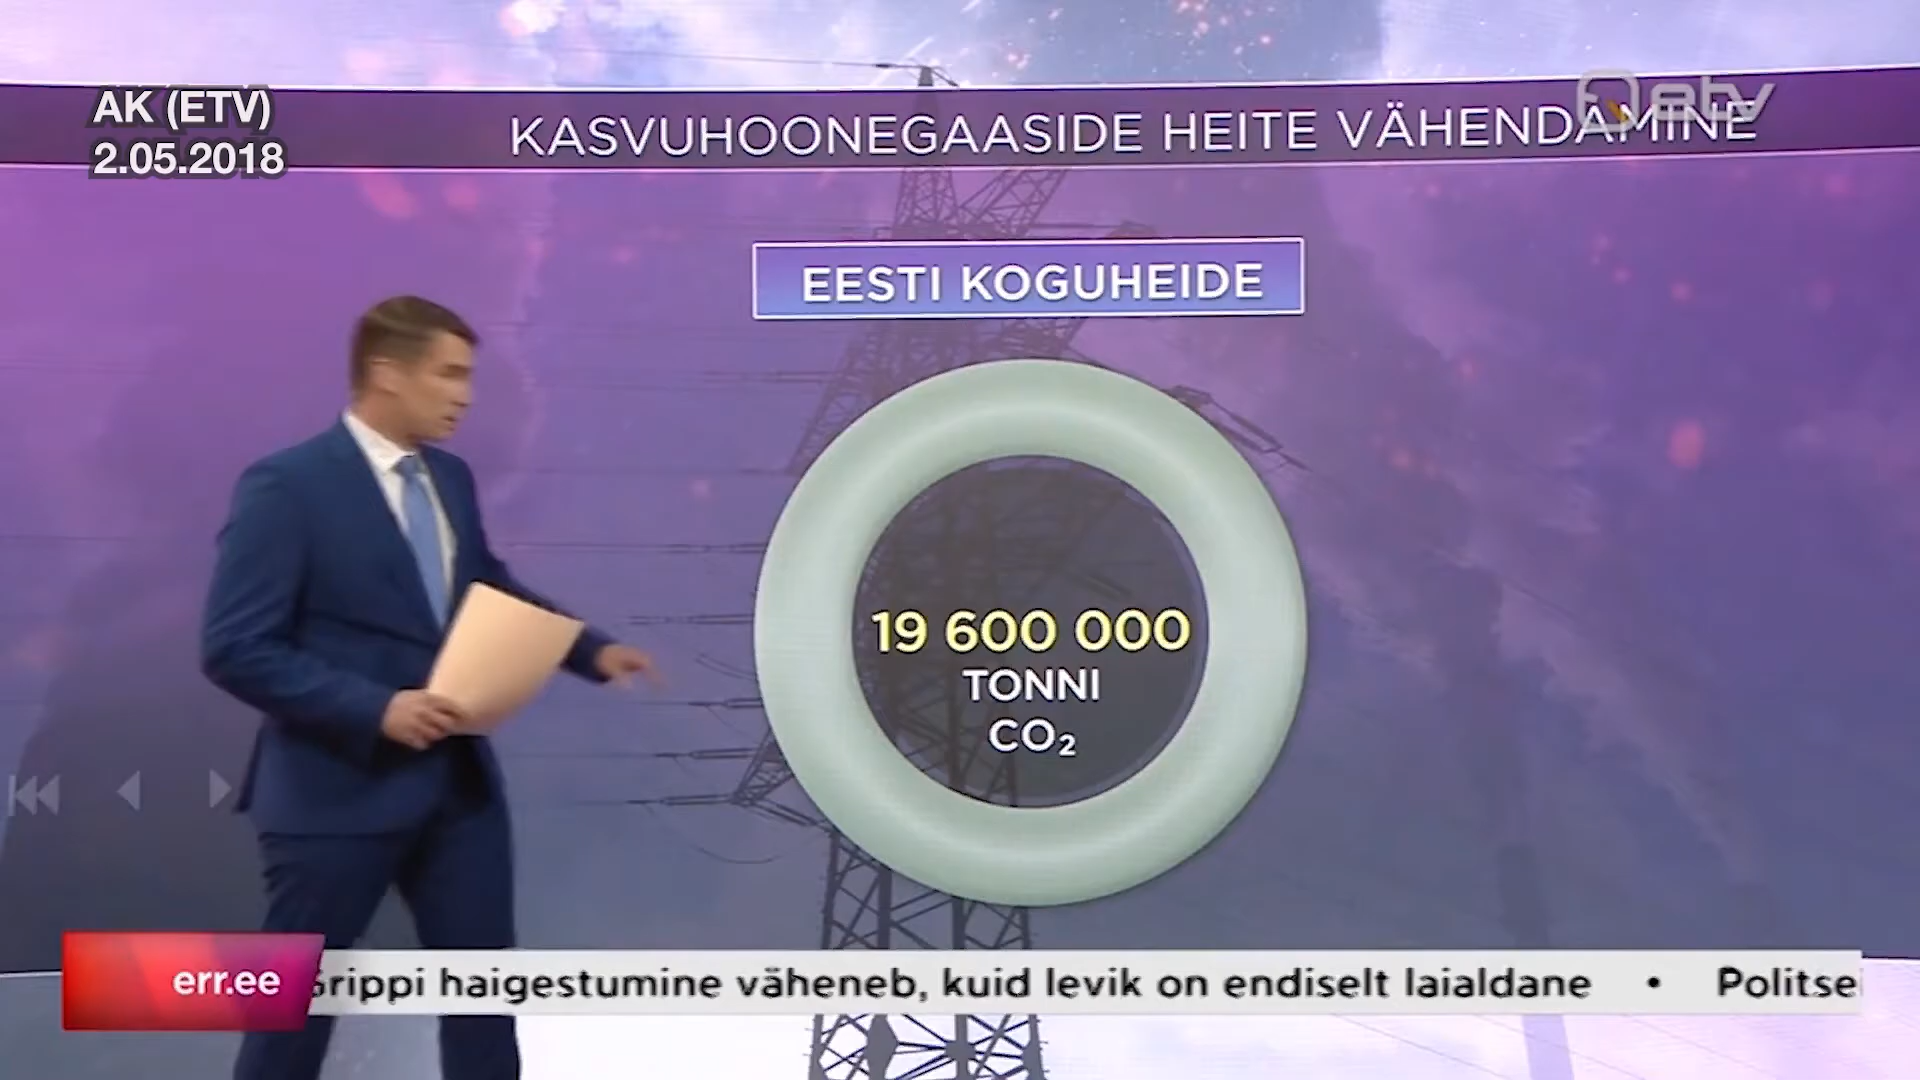 AK (ETV)
2.05.2018
etv
KASVUHOONEGAASIDE HEITE VÄHENDAMINE
EESTI KOGUHEIDE
19 600 000
TONNI
CO₂
err.ee
Grippi haigestumine väheneb, kuid levik on endiselt laialdane • Politsei